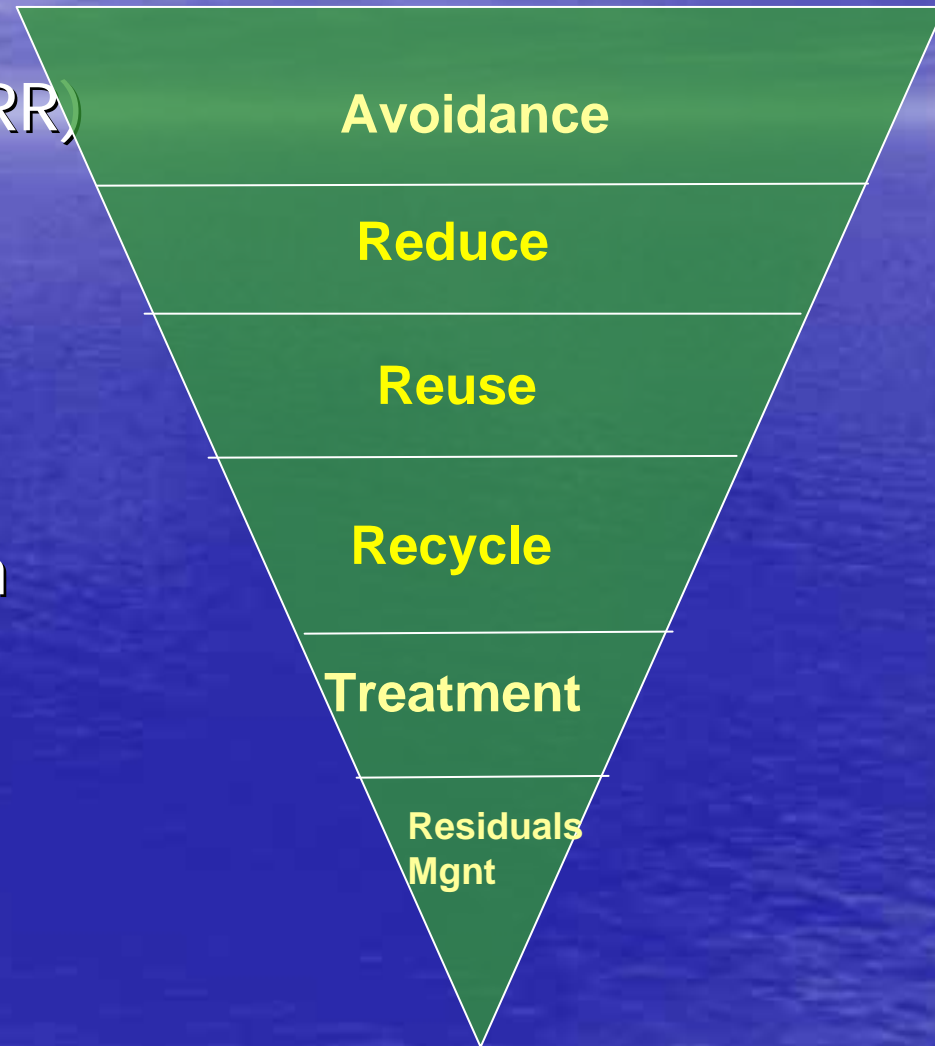 RR)
Avoidance
Reduce
Reuse
Recycle
Treatment
Residuals
Mgnt